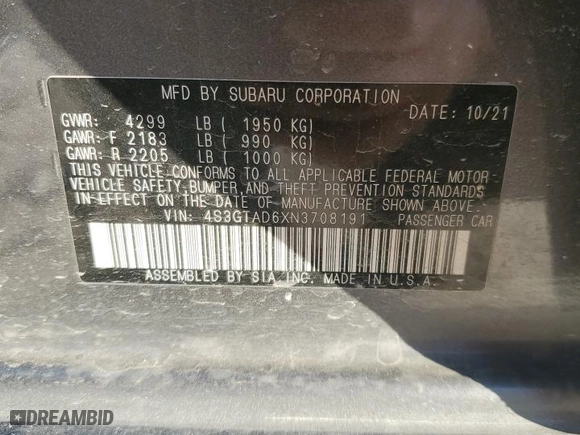 MFD BY SUBARU CORPORATION
DATE: 10/21
GVWR: 4299 LB ( 1950 KG)
GAWR: F 2183 LB ( 990 KG)
GAWR: R 2205 LB ( 1000 KG)
THIS VEHICLE CONFORMS TO ALL APPLICABLE FEDERAL MOTOR
VEHICLE SAFETY, BUMPER, AND THEFT PREVENTION STANDARDS
IN EFFECT ON THE DATE OF MANUFACTURE SHOWN ABOVE.
VIN: 4S3GTAD6XN3708191 PASSENGER CAR
ASSEMBLED BY SIA, INC. MADE IN U.S.A.
DREAMBID